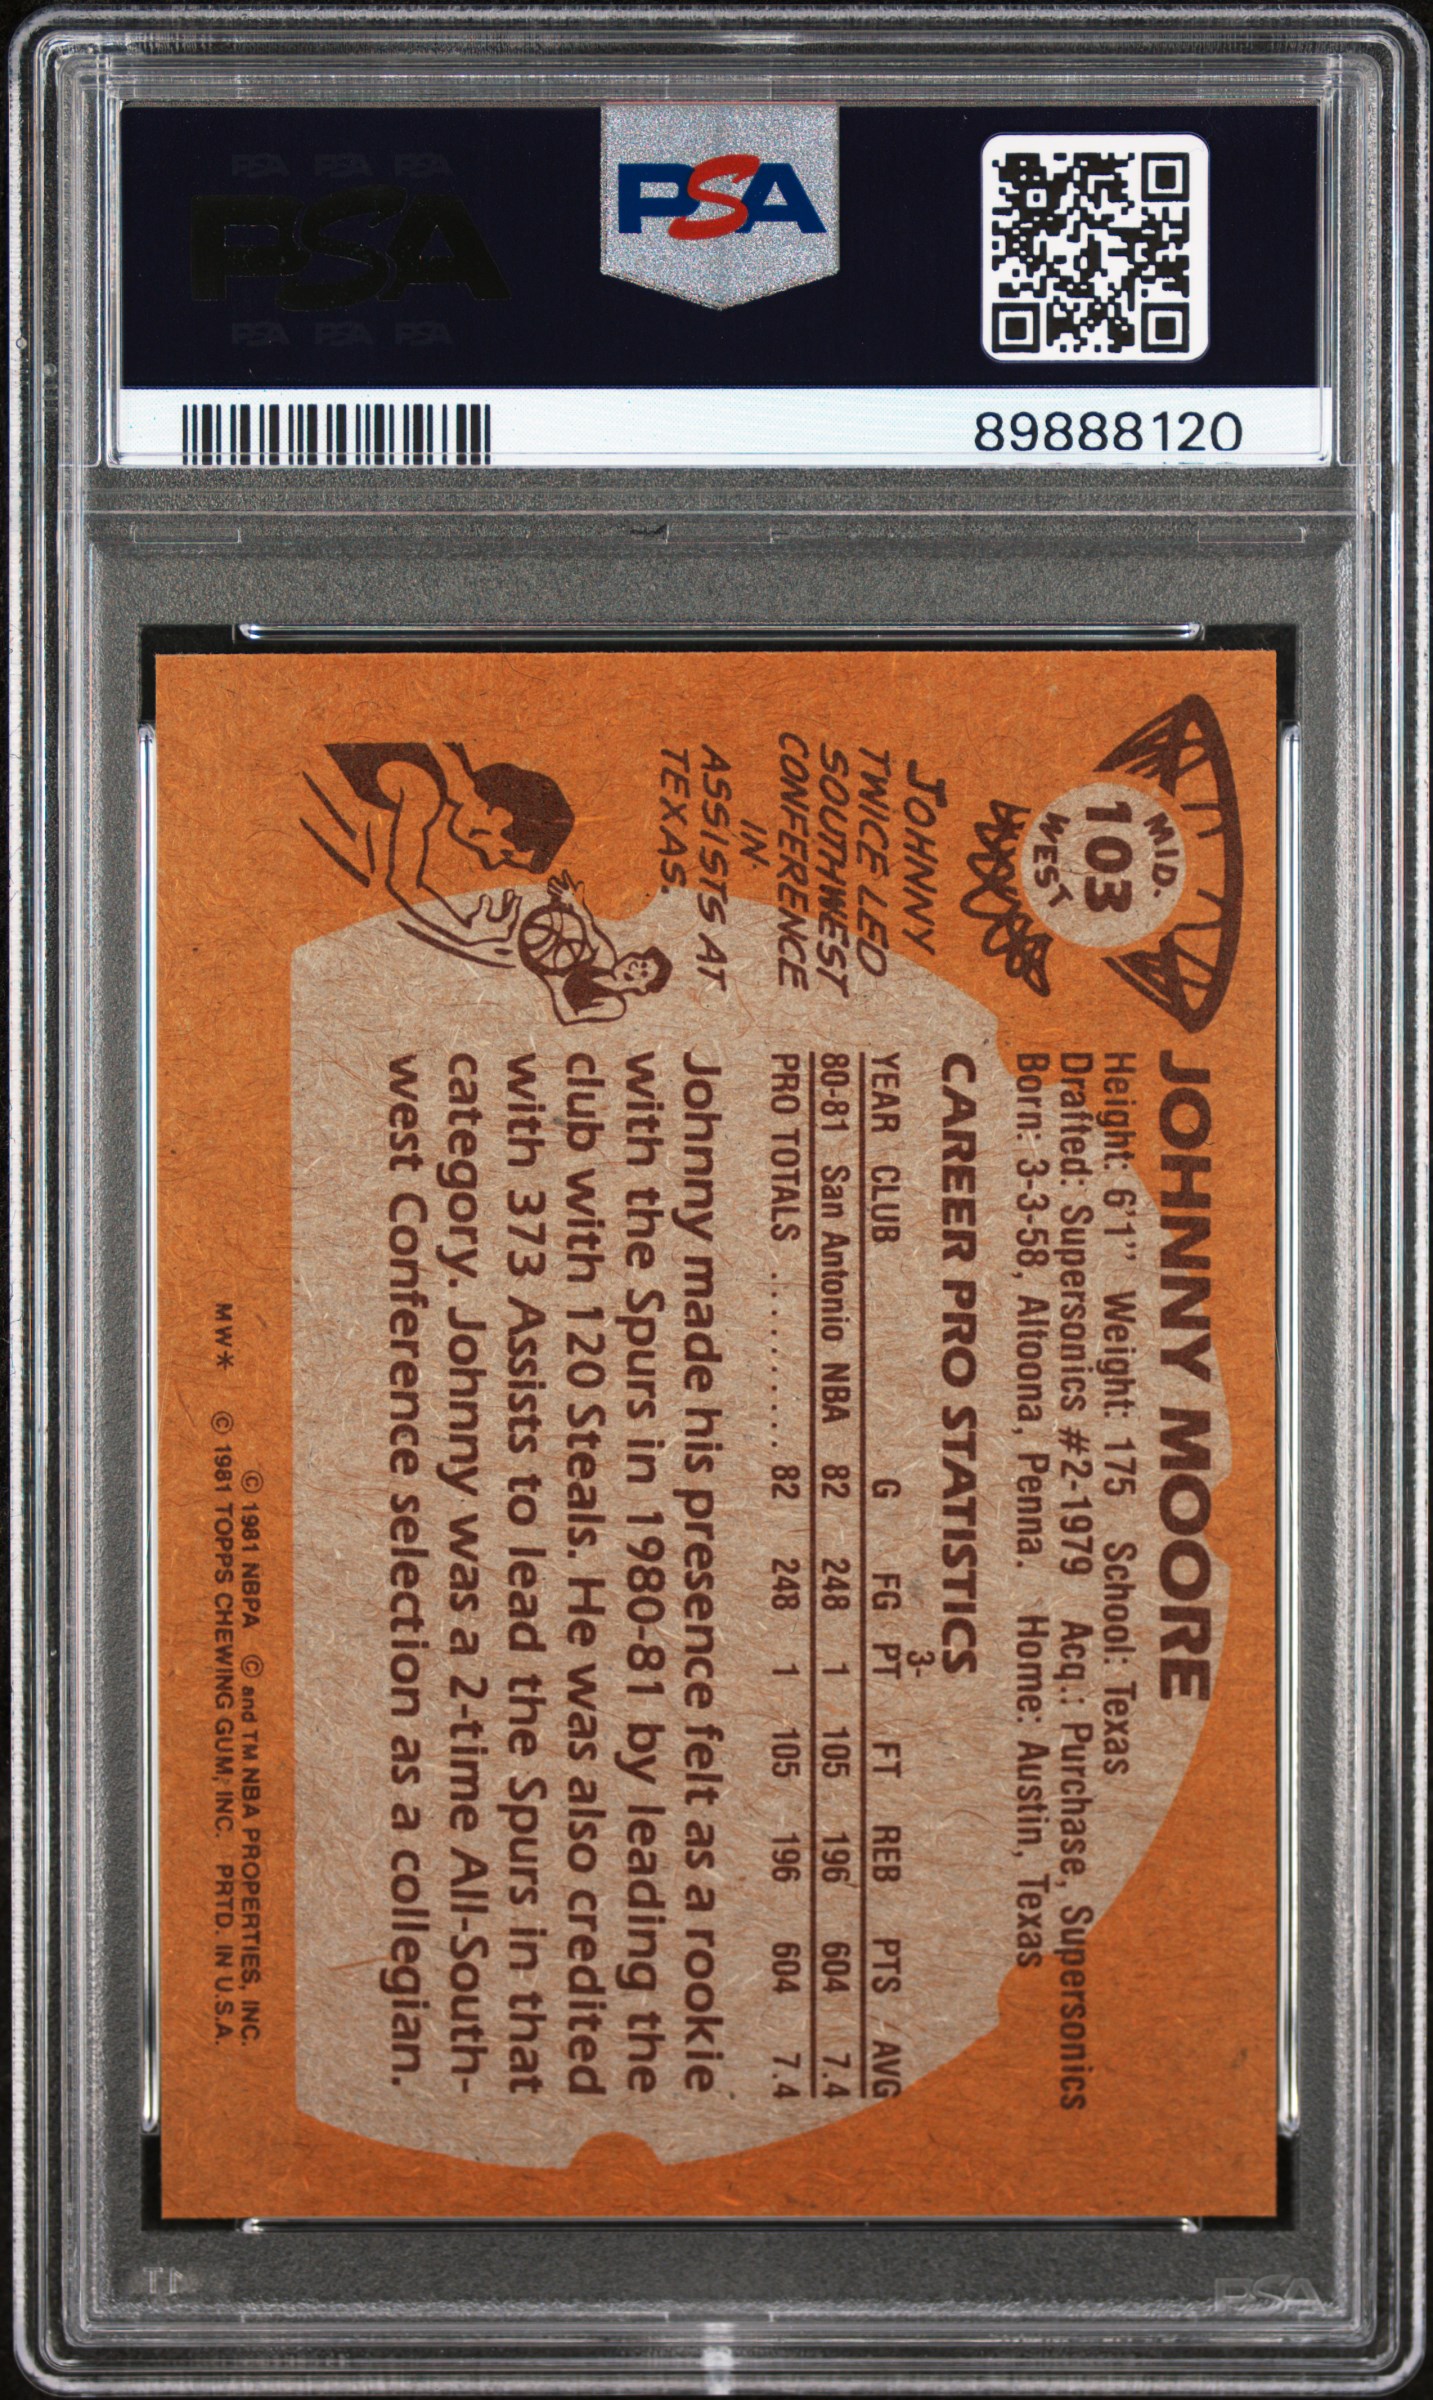 PSA PSA PSA
PSA
PSA PSA PSA
PSA
89888120
MID.
103
WEST
JOHNNY MOORE
Height: 6'1" Weight: 175 School: Texas
Drafted: Supersonics #2-1979 Acq.: Purchase, Supersonics
Born: 3-3-58, Altoona, Penna. Home: Austin, Texas
CAREER PRO STATISTICS
3-
YEAR CLUB G FG PT FT REB PTS AVG
80-81 San Antonio NBA 82 248 1 105 196 604 7.4
PRO TOTALS ........ 82 248 1 105 196 604 7.4
JOHNNY
TWICE LED
SOUTHWEST
CONFERENCE
IN
ASSISTS AT
TEXAS.
Johnny made his presence felt as a rookie
with the Spurs in 1980-81 by leading the
club with 120 Steals. He was also credited
with 373 Assists to lead the Spurs in that
category. Johnny was a 2-time All-South-
west Conference selection as a collegian.
© 1981 NBPA © and TM NBA PROPERTIES, INC.
MW* © 1981 TOPPS CHEWING GUM, INC. PRTD. IN U.S.A.
PSA